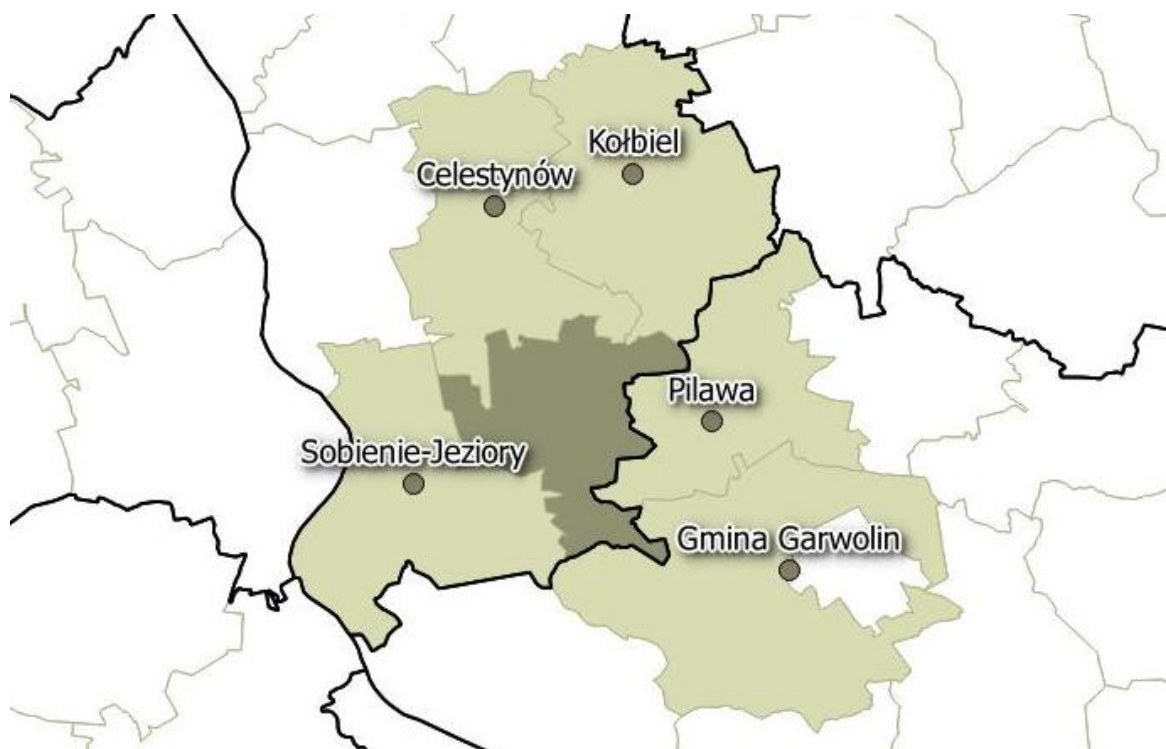 Kołbiel
Celestynów
Pilawa
Sobienie-Jeziory
Gmina Garwolin